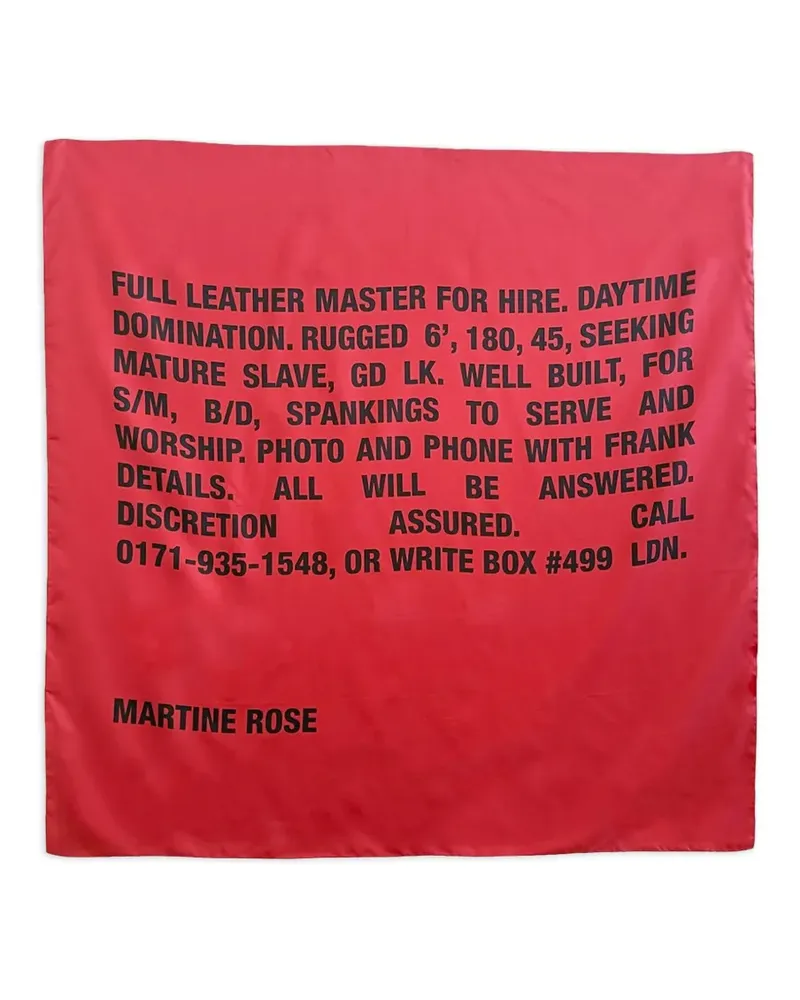 FULL LEATHER MASTER FOR HIRE. DAYTIME
DOMINATION. RUGGED 6', 180, 45, SEEKING
MATURE SLAVE, GD LK. WELL BUILT, FOR
S/M, B/D, SPANKINGS TO SERVE AND
WORSHIP. PHOTO AND PHONE WITH FRANK
DETAILS. ALL WILL BE ANSWERED.
DISCRETION ASSURED. CALL
0171-935-1548, OR WRITE BOX #499 LDN.
MARTINE ROSE